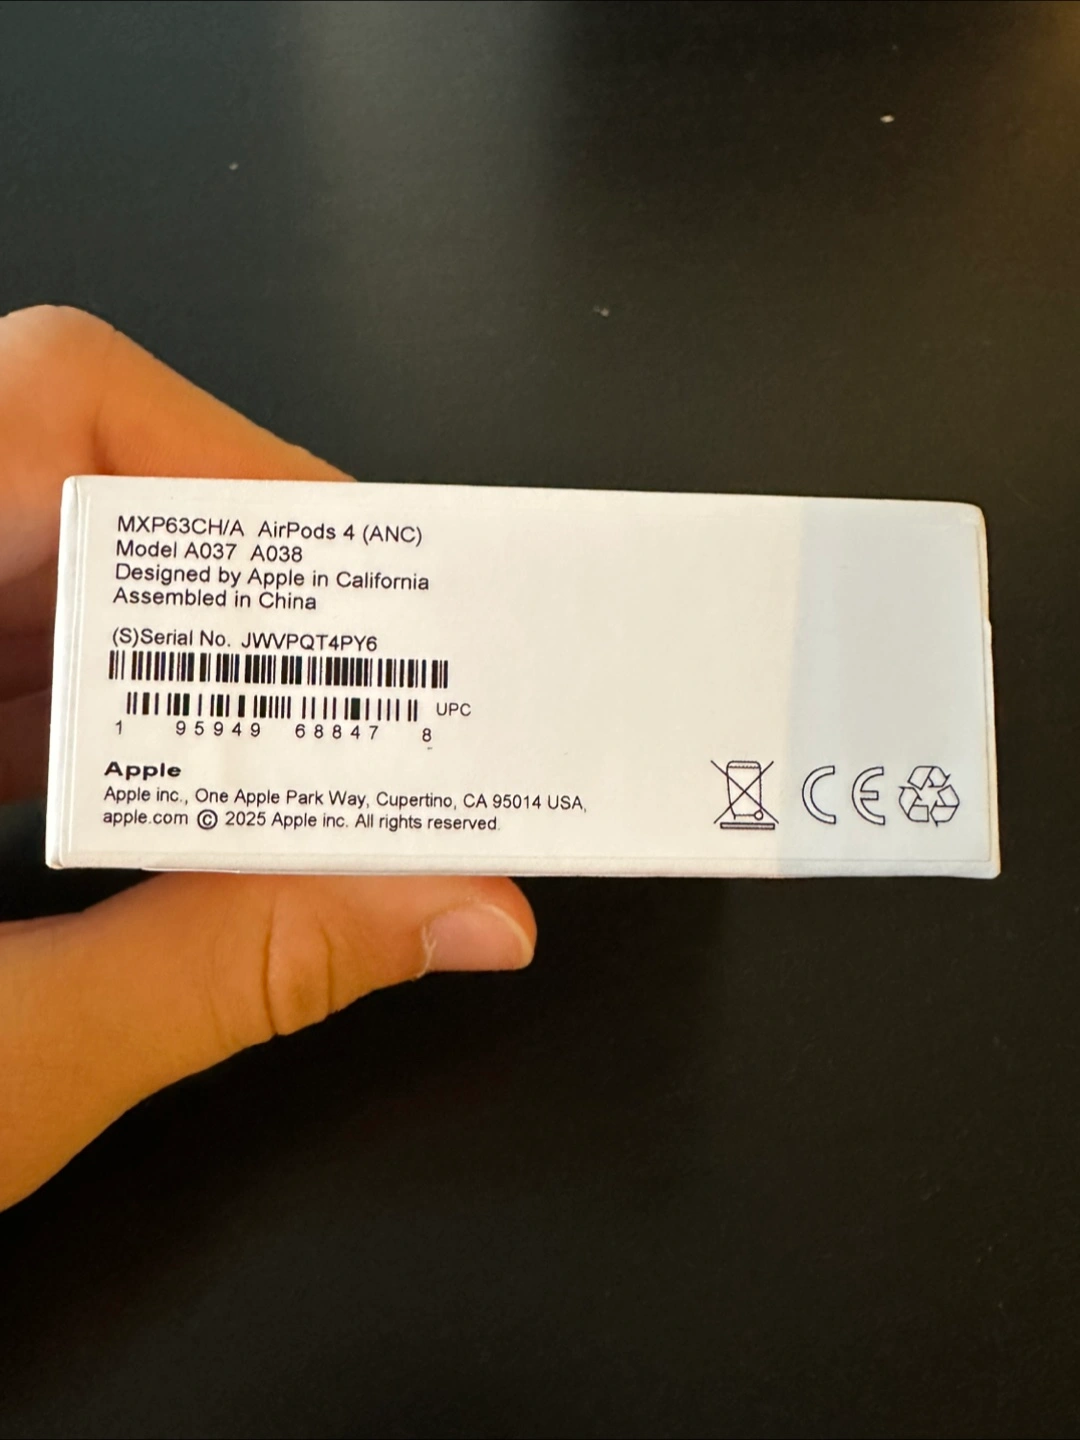 MXP63CH/A AirPods 4 (ANC)
Model A037 A038
Designed by Apple in California
Assembled in China
(S)Serial No. JWVPQT4PY6
UPC
1 95949 68847 8
Apple
Apple inc., One Apple Park Way, Cupertino, CA 95014 USA,
apple.com © 2025 Apple inc. All rights reserved.
CE